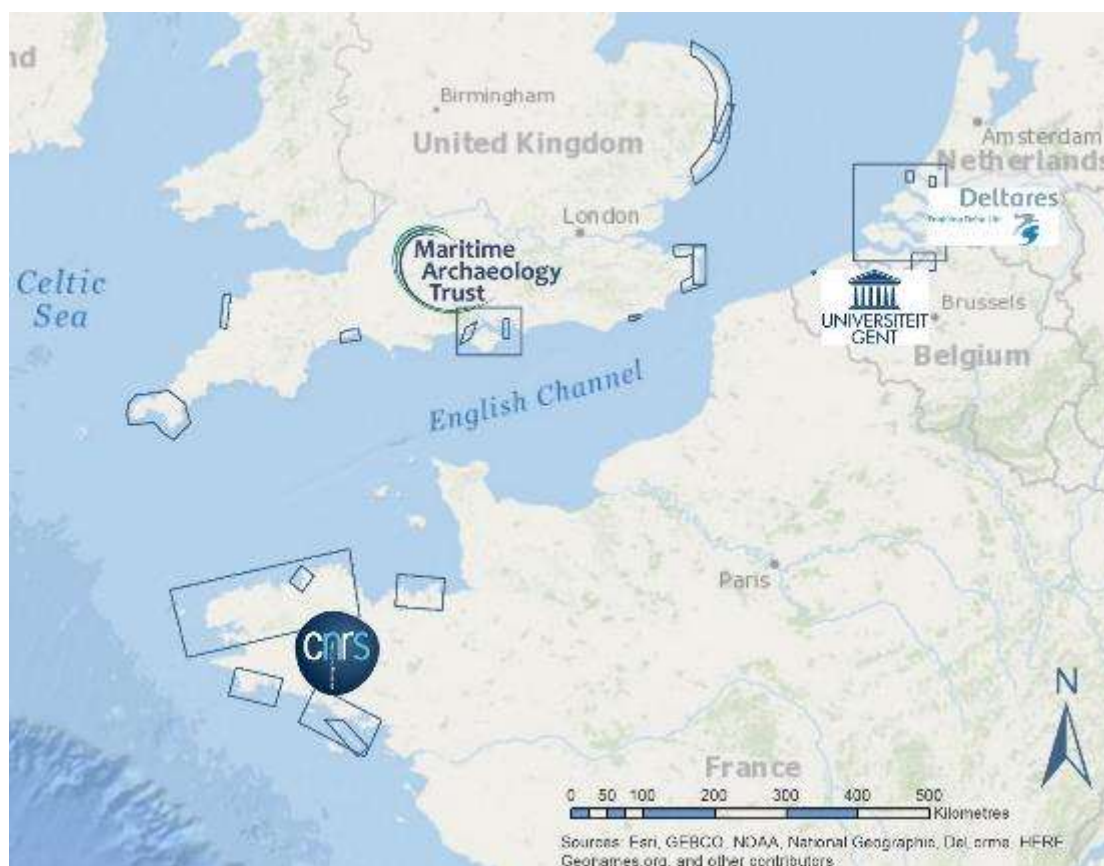 nd
Birmingham
United Kingdom
Amsterdam
Netherlands
Deltares
London
Maritime
Archaeology
Trust
Celtic
Sea
UNIVERSITEIT
GENT
Brussels
Belgium
English Channel
Paris
cnrs
N
France
0 50 100 200 300 400 500
Kilometres
Sources: Esri, GEBCO, NOAA, National Geographic, DeLorme, HERE,
Geonames.org, and other contributors